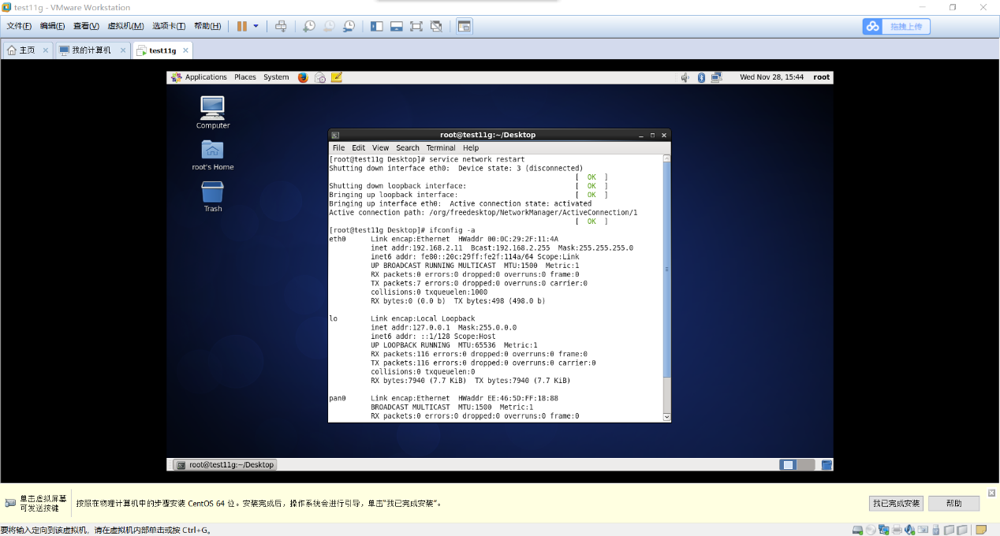 test11g - VMware Workstation
文件(F) 编辑(E) 查看(V) 虚拟机(M) 选项卡(T) 帮助(H)
拖拽上传
主页 我的计算机 test11g
Applications Places System Wed Nov 28, 15:44 root
Computer
root's Home
Trash
root@test11g:~/Desktop
File Edit View Search Terminal Help
[root@test11g Desktop]# service network restart
Shutting down interface eth0:  Device state: 3 (disconnected)
[  OK  ]
Shutting down loopback interface: [  OK  ]
Bringing up loopback interface: [  OK  ]
Bringing up interface eth0:  Active connection state: activated
Active connection path: /org/freedesktop/NetworkManager/ActiveConnection/1
[  OK  ]
[root@test11g Desktop]# ifconfig -a
eth0      Link encap:Ethernet  HWaddr 00:0C:29:2F:11:4A
inet addr:192.168.2.11  Bcast:192.168.2.255  Mask:255.255.255.0
inet6 addr: fe80::20c:29ff:fe2f:114a/64 Scope:Link
UP BROADCAST RUNNING MULTICAST  MTU:1500  Metric:1
RX packets:0 errors:0 dropped:0 overruns:0 frame:0
TX packets:7 errors:0 dropped:0 overruns:0 carrier:0
collisions:0 txqueuelen:1000
RX bytes:0 (0.0 b)  TX bytes:498 (498.0 b)
lo        Link encap:Local Loopback
inet addr:127.0.0.1  Mask:255.0.0.0
inet6 addr: ::1/128 Scope:Host
UP LOOPBACK RUNNING  MTU:65536  Metric:1
RX packets:116 errors:0 dropped:0 overruns:0 frame:0
TX packets:116 errors:0 dropped:0 overruns:0 carrier:0
collisions:0 txqueuelen:0
RX bytes:7940 (7.7 KiB)  TX bytes:7940 (7.7 KiB)
pan0      Link encap:Ethernet  HWaddr EE:46:5D:FF:18:88
BROADCAST MULTICAST  MTU:1500  Metric:1
RX packets:0 errors:0 dropped:0 overruns:0 frame:0
root@test11g:~/Desktop
单击虚拟屏幕
可发送按键
按照在物理计算机中的步骤安装 CentOS 64 位。安装完成后，操作系统会进行引导，单击“我已完成安装”。
我已完成安装 帮助
要将输入定向到该虚拟机，请在虚拟机内部单击或按 Ctrl+G。